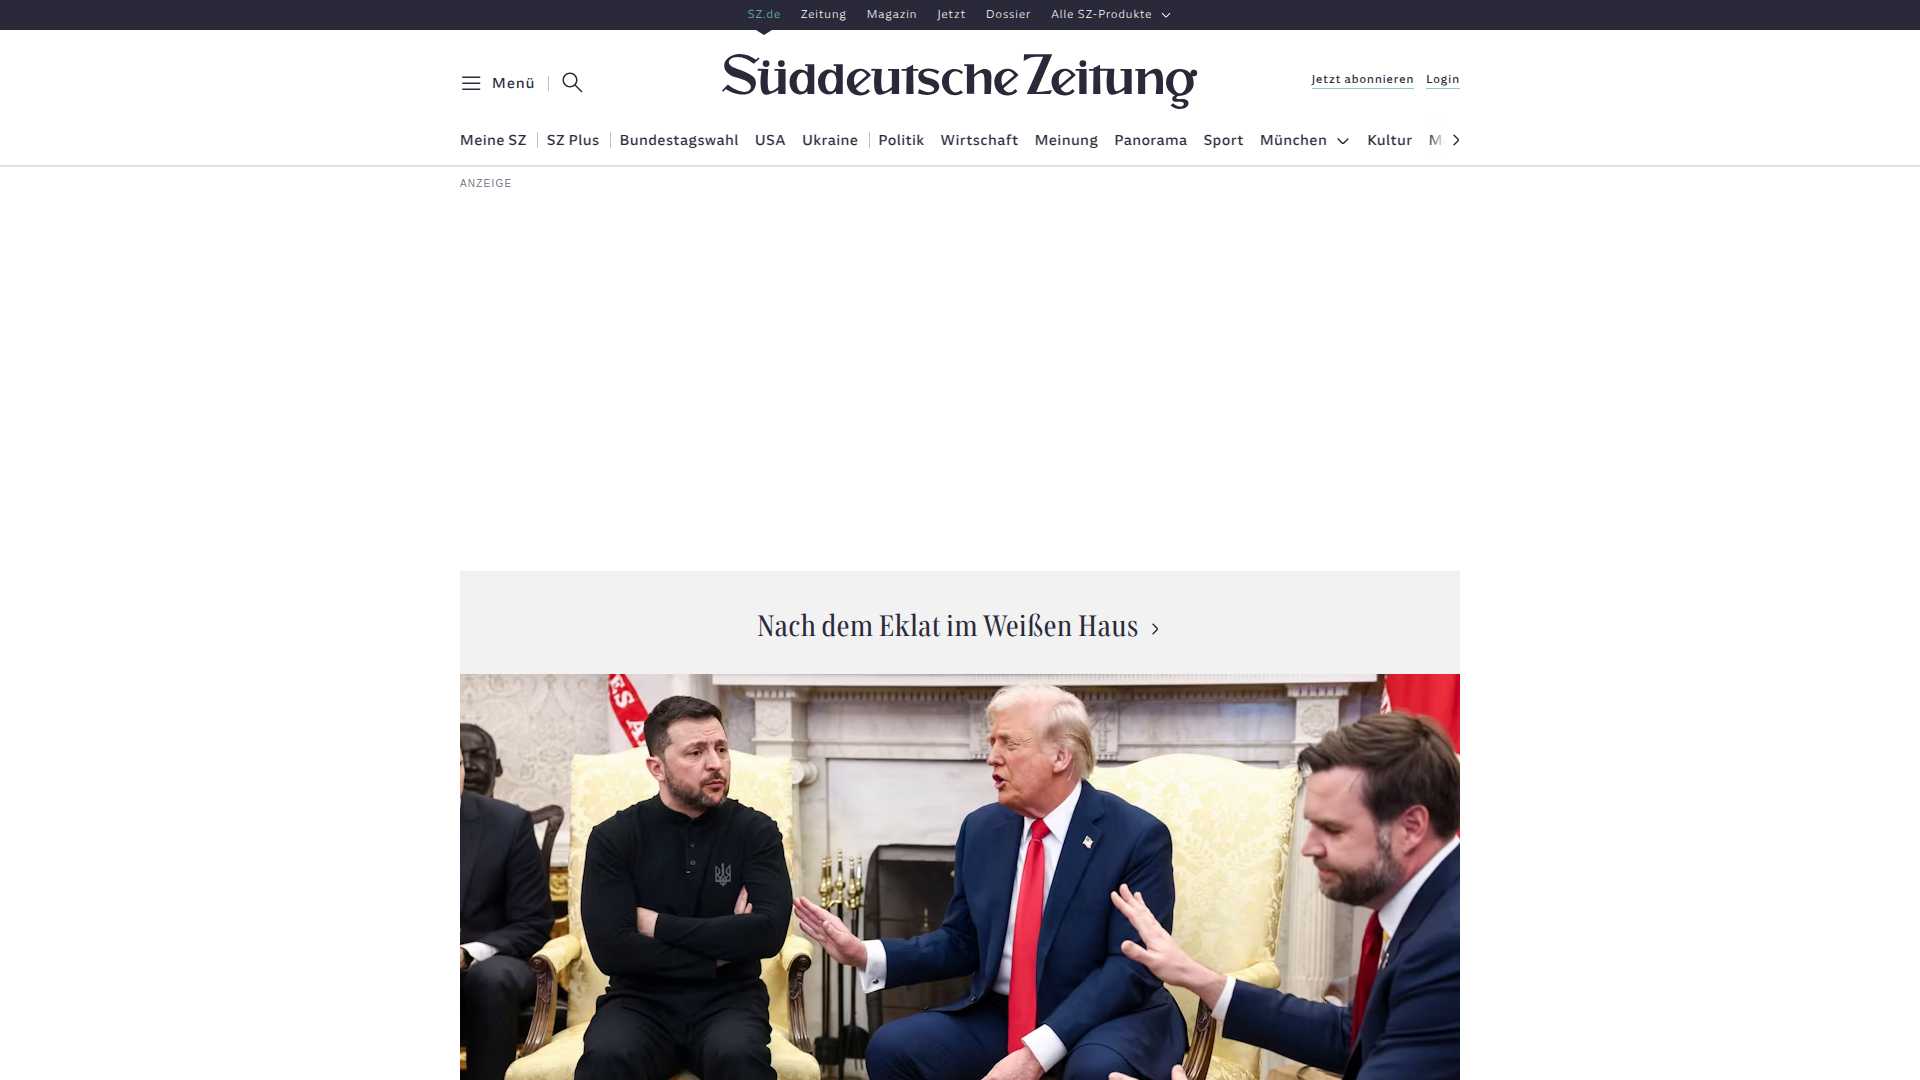 SZ.de Zeitung Magazin Jetzt Dossier Alle SZ-Produkte
Menü
Süddeutsche Zeitung
Jetzt abonnieren Login
Meine SZ SZ Plus Bundestagswahl USA Ukraine Politik Wirtschaft Meinung Panorama Sport München Kultur M
ANZEIGE
Nach dem Eklat im Weißen Haus
ES A